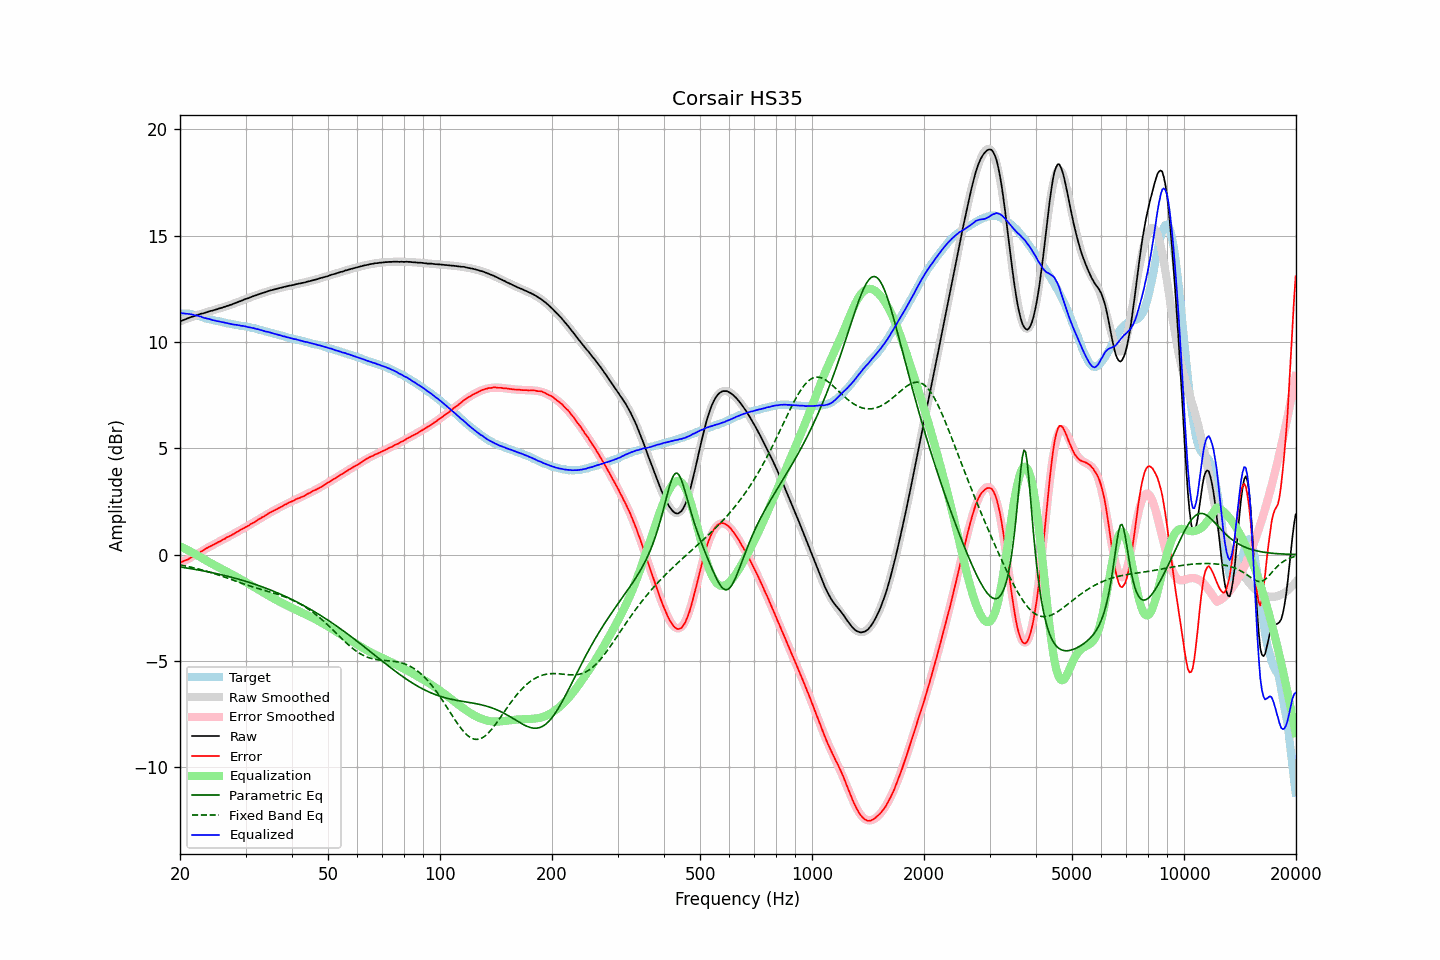 Corsair HS35
Amplitude (dBr)
20
15
10
5
0
−5
−10
Target
Raw Smoothed
Error Smoothed
Raw
Error
Equalization
Parametric Eq
Fixed Band Eq
Equalized
20 50 100 200 500 1000 2000 5000 10000 20000
Frequency (Hz)